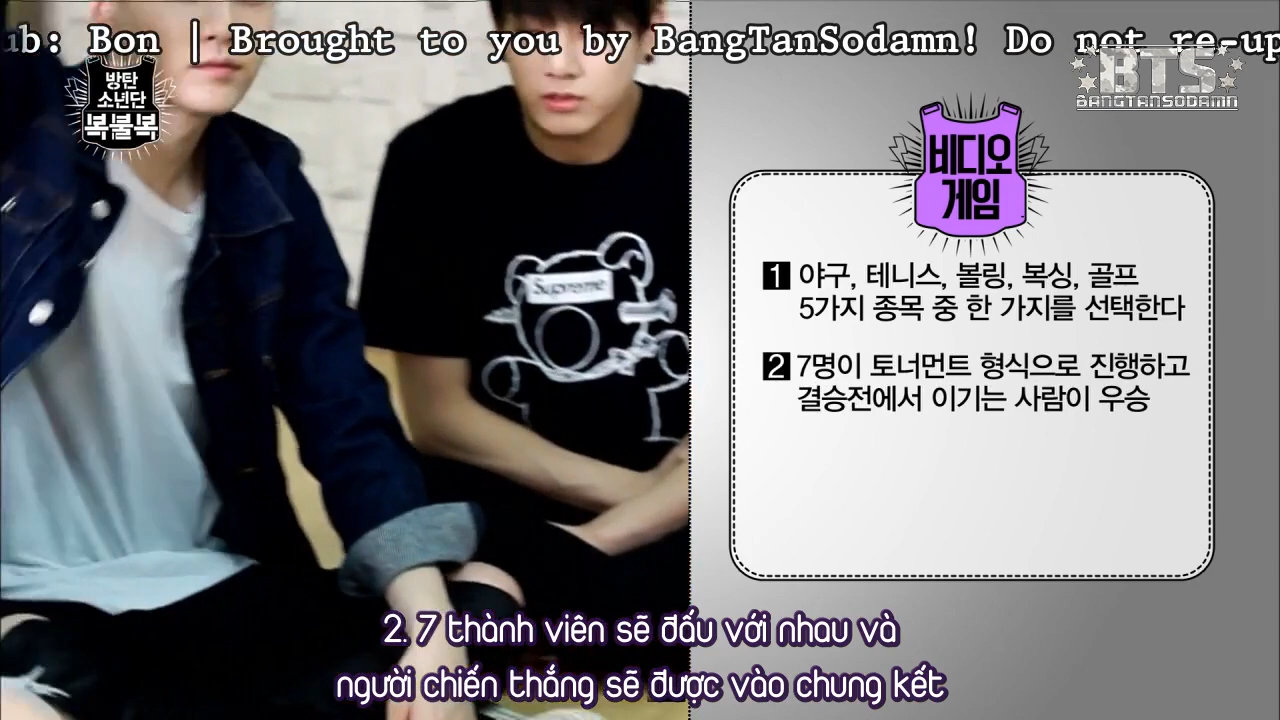 ub: Bon | Brought to you by BangTanSodamn! Do not re-up
방탄
소년단
복불복
BTS
BANGTANSODAMN
비디오
게임
1 야구, 테니스, 볼링, 복싱, 골프
5가지 종목 중 한 가지를 선택한다
2 7명이 토너먼트 형식으로 진행하고
결승전에서 이기는 사람이 우승
Supreme
2. 7 thành viên sẽ đấu với nhau và
người chiến thắng sẽ được vào chung kết